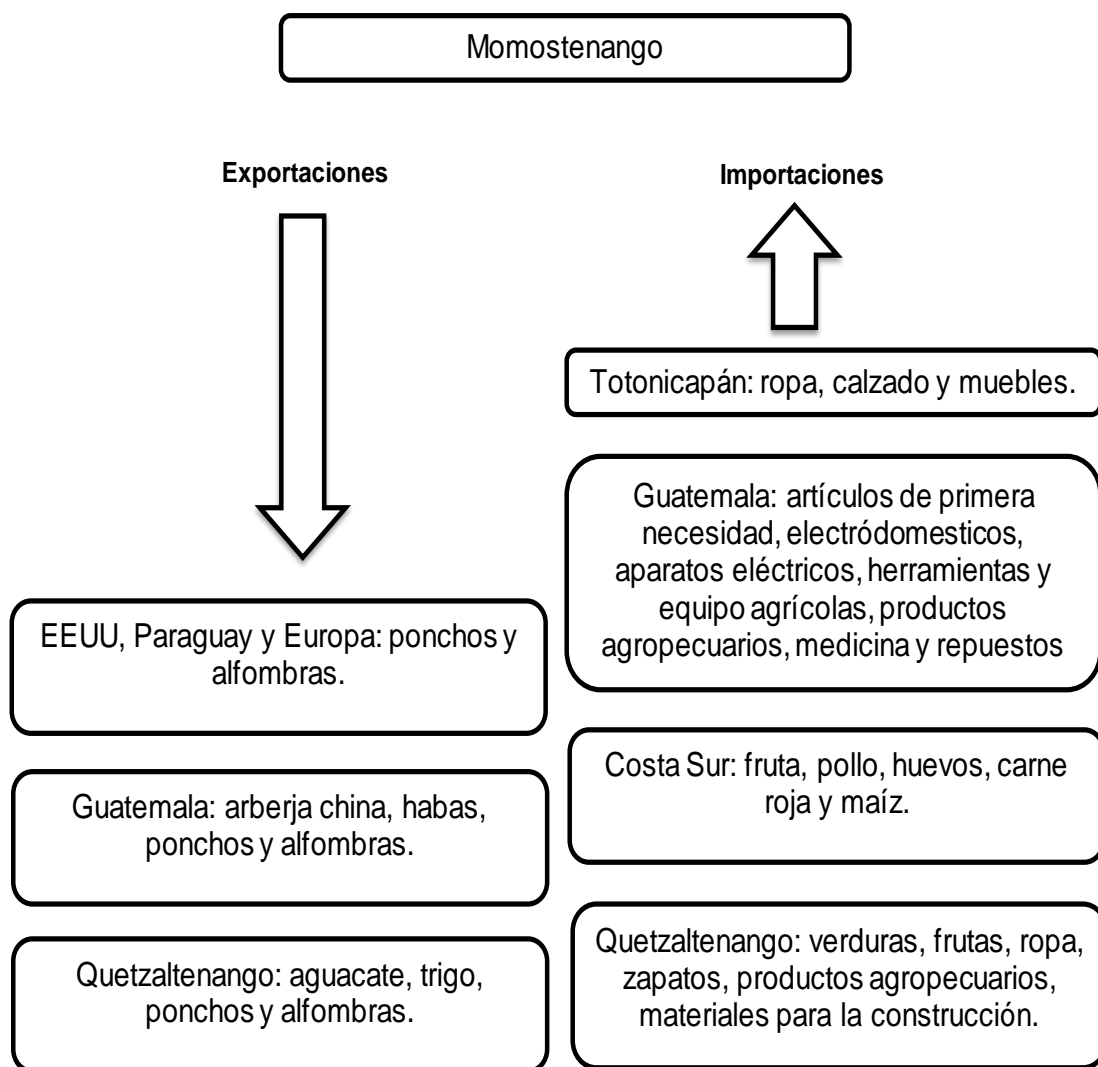 Momostenango
Exportaciones
EEUU, Paraguay y Europa: ponchos y
alfombras.
Guatemala: arberja china, habas,
ponchos y alfombras.
Quetzaltenango: aguacate, trigo,
ponchos y alfombras.
Importaciones
Totonicapán: ropa, calzado y muebles.
Guatemala: artículos de primera
necesidad, electródomesticos,
aparatos eléctricos, herramientas y
equipo agrícolas, productos
agropecuarios, medicina y repuestos
Costa Sur: fruta, pollo, huevos, carne
roja y maíz.
Quetzaltenango: verduras, frutas, ropa,
zapatos, productos agropecuarios,
materiales para la construcción.